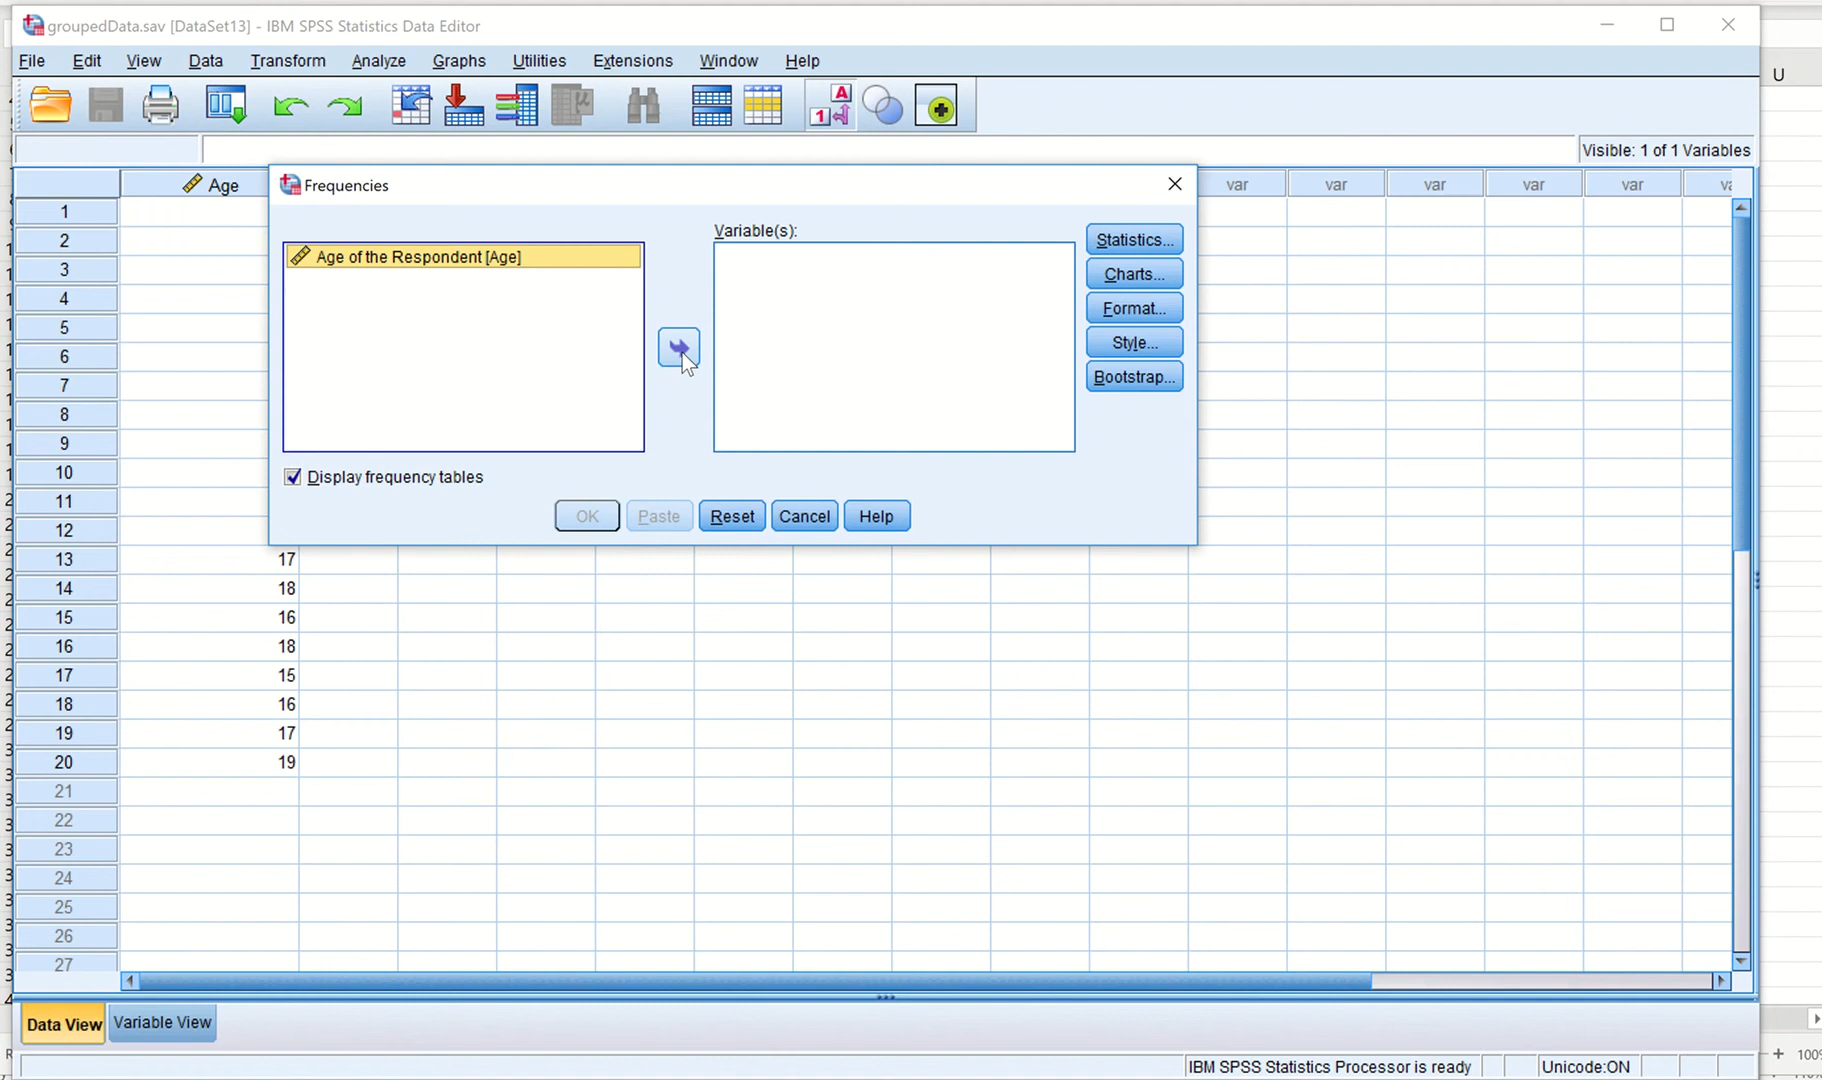 groupedData.sav [DataSet13] - IBM SPSS Statistics Data Editor
File Edit View Data Transform Analyze Graphs Utilities Extensions Window Help
U
A
1
Visible: 1 of 1 Variables
Age
Frequencies
var var var var var
Variable(s):
Age of the Respondent [Age]
Statistics...
Charts...
Format...
Style...
Bootstrap...
Display frequency tables
OK Paste Reset Cancel Help
1
2
3
4
5
6
7
8
9
10
11
12
13 17
14 18
15 16
16 18
17 15
18 16
19 17
20 19
21
22
23
24
25
26
27
Data View Variable View
IBM SPSS Statistics Processor is ready Unicode:ON